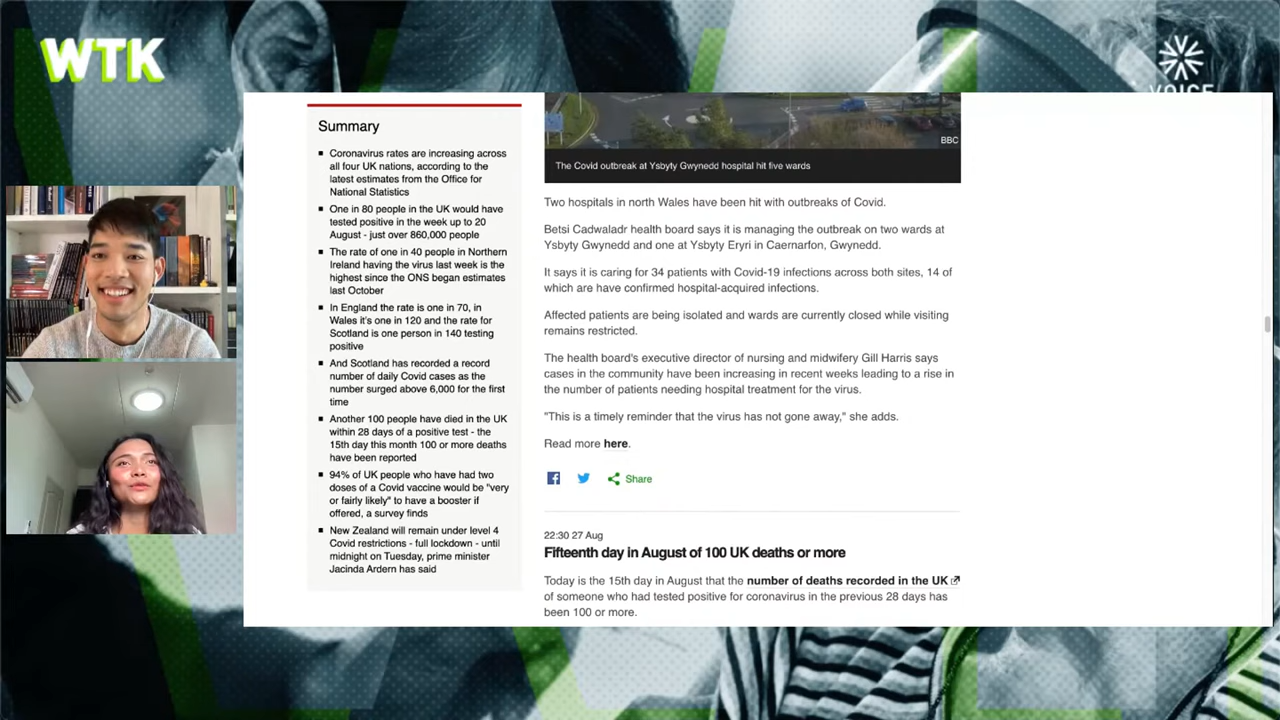 WTK
VOICE
Summary
Coronavirus rates are increasing across
all four UK nations, according to the
latest estimates from the Office for
National Statistics
One in 80 people in the UK would have
tested positive in the week up to 20
August - just over 860,000 people
The rate of one in 40 people in Northern
Ireland having the virus last week is the
highest since the ONS began estimates
last October
In England the rate is one in 70, in
Wales it's one in 120 and the rate for
Scotland is one person in 140 testing
positive
And Scotland has recorded a record
number of daily Covid cases as the
number surged above 6,000 for the first
time
Another 100 people have died in the UK
within 28 days of a positive test - the
15th day this month 100 or more deaths
have been reported
94% of UK people who have had two
doses of a Covid vaccine would be "very
or fairly likely" to have a booster if
offered, a survey finds
New Zealand will remain under level 4
Covid restrictions - full lockdown - until
midnight on Tuesday, prime minister
Jacinda Ardern has said
BBC
The Covid outbreak at Ysbyty Gwynedd hospital hit five wards
Two hospitals in north Wales have been hit with outbreaks of Covid.
Betsi Cadwaladr health board says it is managing the outbreak on two wards at
Ysbyty Gwynedd and one at Ysbyty Eryri in Caernarfon, Gwynedd.
It says it is caring for 34 patients with Covid-19 infections across both sites, 14 of
which are have confirmed hospital-acquired infections.
Affected patients are being isolated and wards are currently closed while visiting
remains restricted.
The health board's executive director of nursing and midwifery Gill Harris says
cases in the community have been increasing in recent weeks leading to a rise in
the number of patients needing hospital treatment for the virus.
"This is a timely reminder that the virus has not gone away," she adds.
Read more here.
Share
22:30 27 Aug
Fifteenth day in August of 100 UK deaths or more
Today is the 15th day in August that the number of deaths recorded in the UK
of someone who had tested positive for coronavirus in the previous 28 days has
been 100 or more.